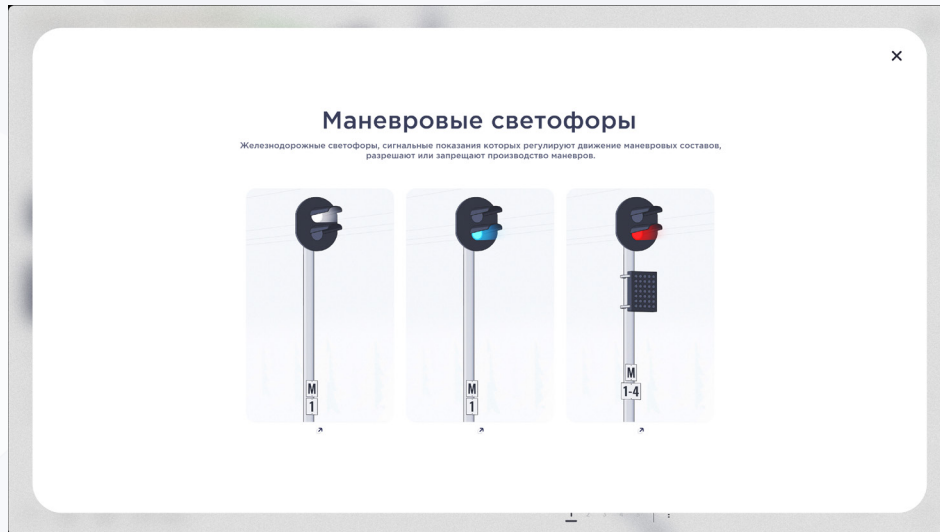 Маневровые светофоры
Железнодорожные светофоры, сигнальные показания которых регулируют движение маневровых составов,
разрешают или запрещают производство маневров.
М
1
М
1
М
1-4